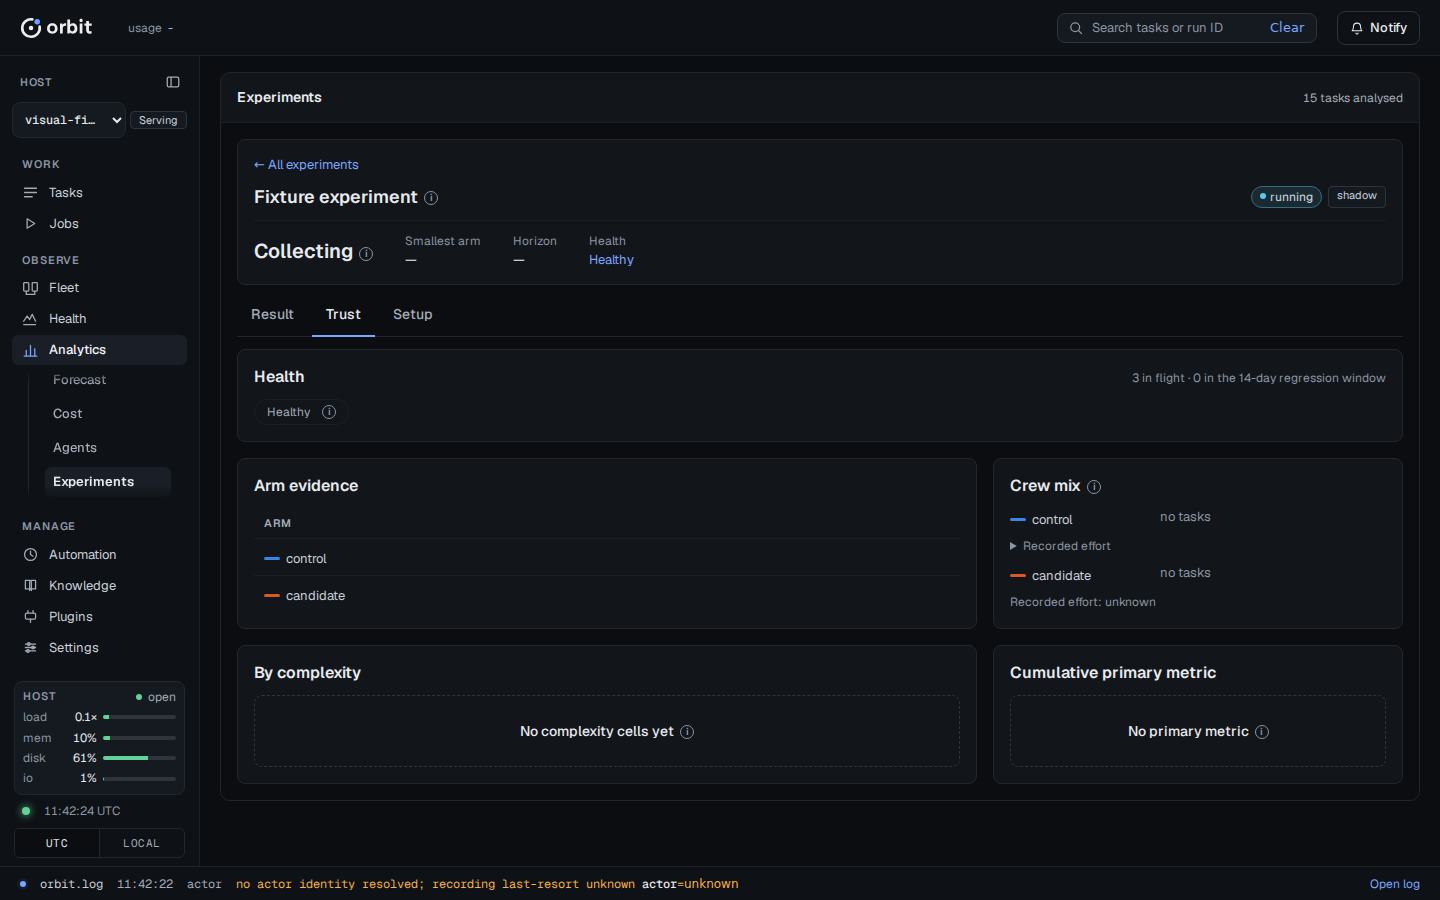 orbit
usage -
Search tasks or run ID
Clear
Notify
HOST
visual-fi…
Serving
WORK
Tasks
Jobs
OBSERVE
Fleet
Health
Analytics
Forecast
Cost
Agents
Experiments
MANAGE
Automation
Knowledge
Plugins
Settings
HOST open
load 0.1×
mem 10%
disk 61%
io 1%
11:42:24 UTC
UTC LOCAL
Experiments
15 tasks analysed
← All experiments
Fixture experiment
running
shadow
Collecting
Smallest arm
—
Horizon
—
Health
Healthy
Result
Trust
Setup
Health
3 in flight · 0 in the 14-day regression window
Healthy
Arm evidence
ARM
control
candidate
Crew mix
control no tasks
Recorded effort
candidate no tasks
Recorded effort: unknown
By complexity
No complexity cells yet
Cumulative primary metric
No primary metric
orbit.log 11:42:22 actor no actor identity resolved; recording last-resort unknown actor=unknown
Open log